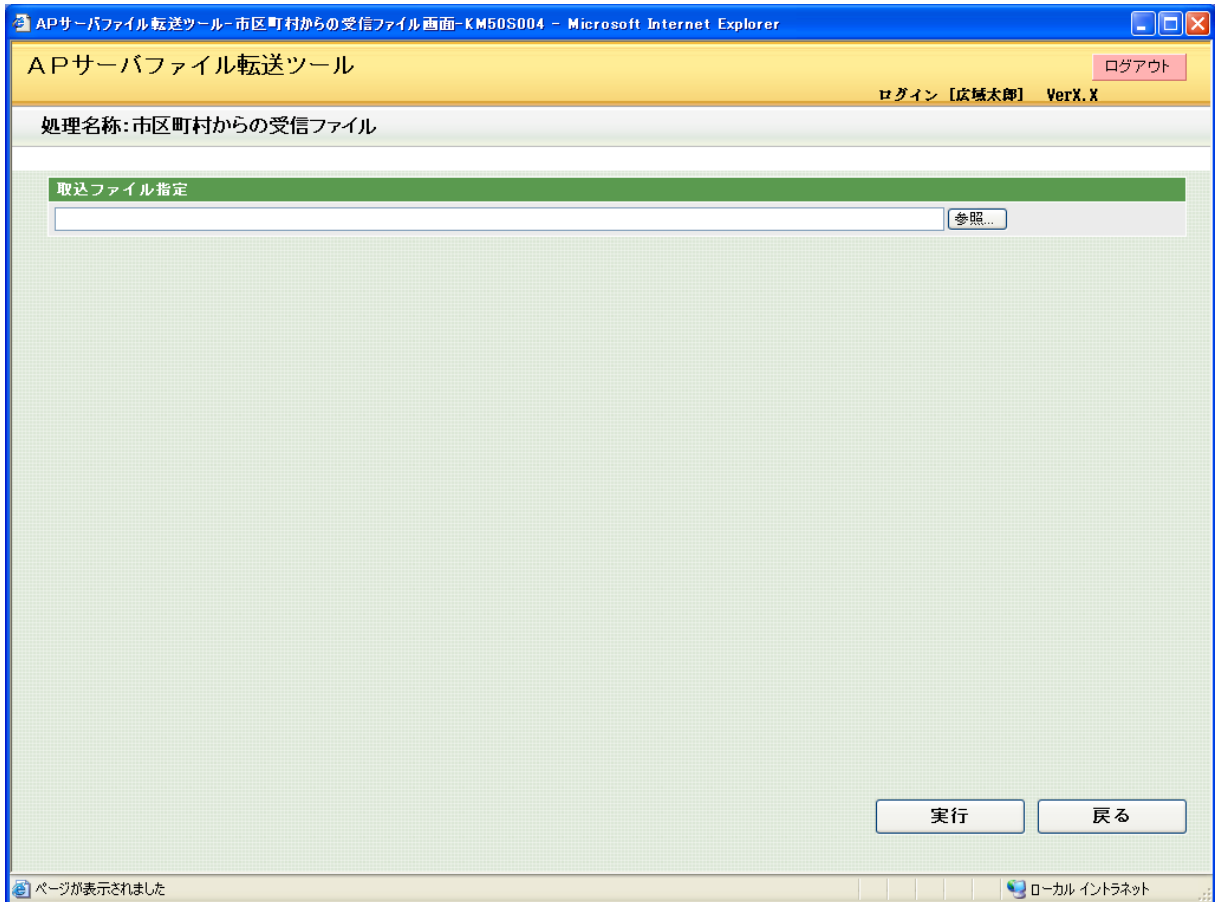 APサーバファイル転送ツール-市区町村からの受信ファイル画面-KM50S004 - Microsoft Internet Explorer
APサーバファイル転送ツール
ログアウト
ログイン [広域太郎] VerX.X
処理名称:市区町村からの受信ファイル
取込ファイル指定
参照...
実行
戻る
ページが表示されました
ローカル イントラネット